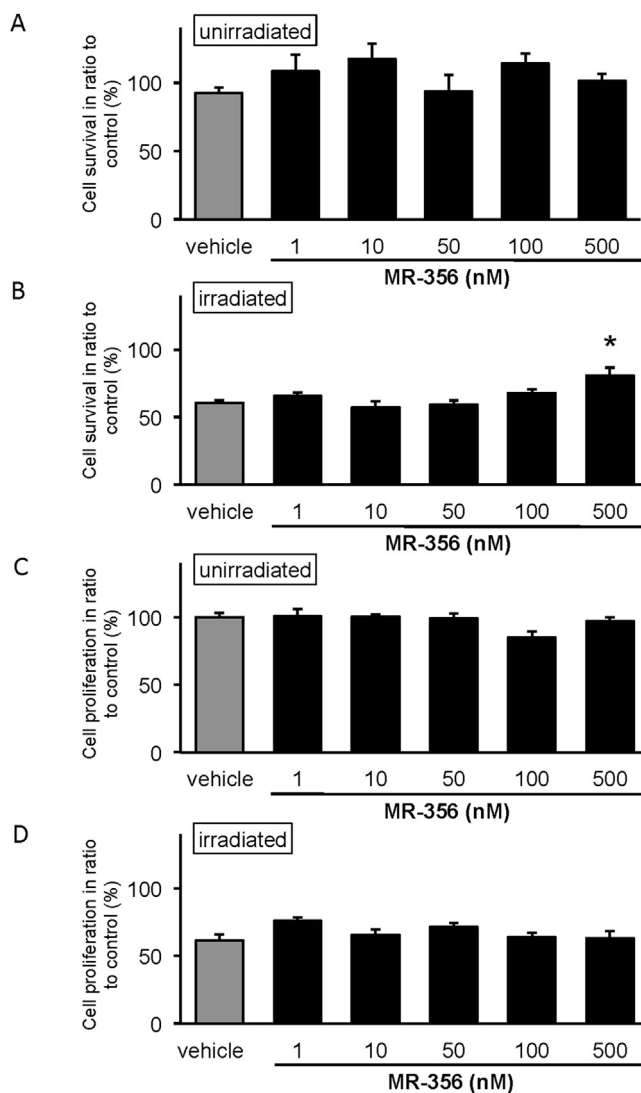 A
unirradiated
Cell survival in ratio to
control (%)
100
50
0
vehicle 1 10 50 100 500
MR-356 (nM)
B
irradiated
Cell survival in ratio to
control (%)
100
50
0
*
vehicle 1 10 50 100 500
MR-356 (nM)
C
unirradiated
Cell proliferation in ratio
to control (%)
100
50
0
vehicle 1 10 50 100 500
MR-356 (nM)
D
irradiated
Cell proliferation in ratio
to control (%)
100
50
0
vehicle 1 10 50 100 500
MR-356 (nM)